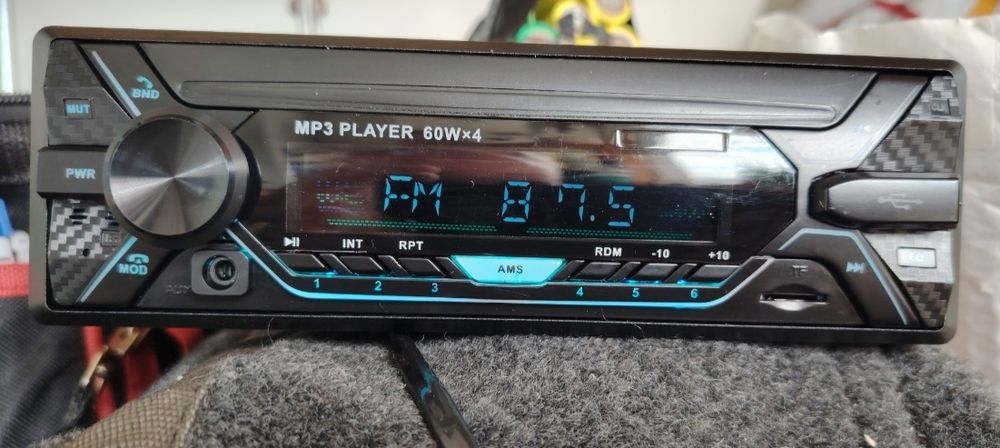 BND
MUT
MP3 PLAYER 60W×4
PWR
FM 87.5
INT RPT
RDM -10 +10
AMS
MOD
AUX
1 2 3
4 5 6
TF
EQ